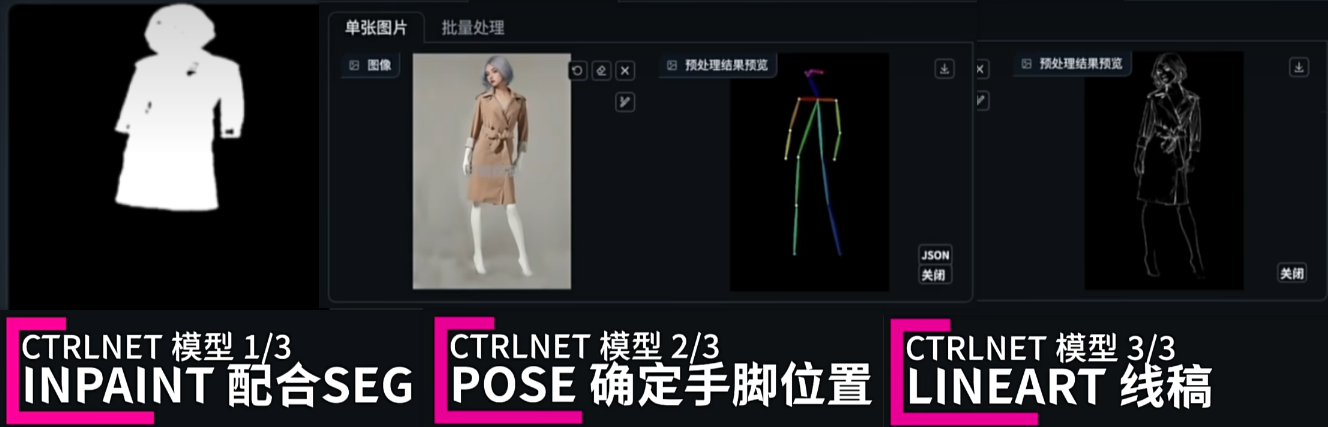 单张图片
批量处理
图像
预处理结果预览
JSON
关闭
预处理结果预览
关闭
CTRLNET 模型 1/3
INPAINT 配合SEG
CTRLNET 模型 2/3
POSE 确定手脚位置
CTRLNET 模型 3/3
LINEART 线稿